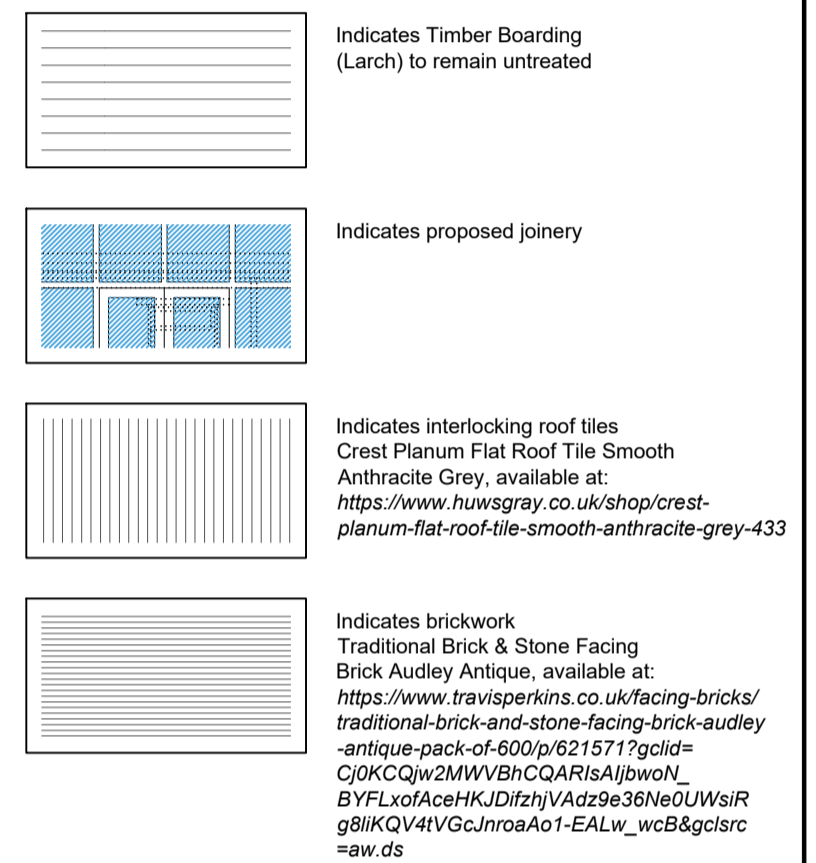 Indicates Timber Boarding
(Larch) to remain untreated
Indicates proposed joinery
Indicates interlocking roof tiles
Crest Planum Flat Roof Tile Smooth
Anthracite Grey, available at:
https://www.huwsgray.co.uk/shop/crest-
planum-flat-roof-tile-smooth-anthracite-grey-433
Indicates brickwork
Traditional Brick & Stone Facing
Brick Audley Antique, available at:
https://www.travisperkins.co.uk/facing-bricks/
traditional-brick-and-stone-facing-brick-audley
-antique-pack-of-600/p/621571?gclid=
Cj0KCQjw2MWVBhCQARIsAIjbwoN_
BYFLxofAceHKJDifzhjVAdz9e36Ne0UWsiR
g8liKQV4tVGcJnroaAo1-EALw_wcB&gclsrc
=aw.ds